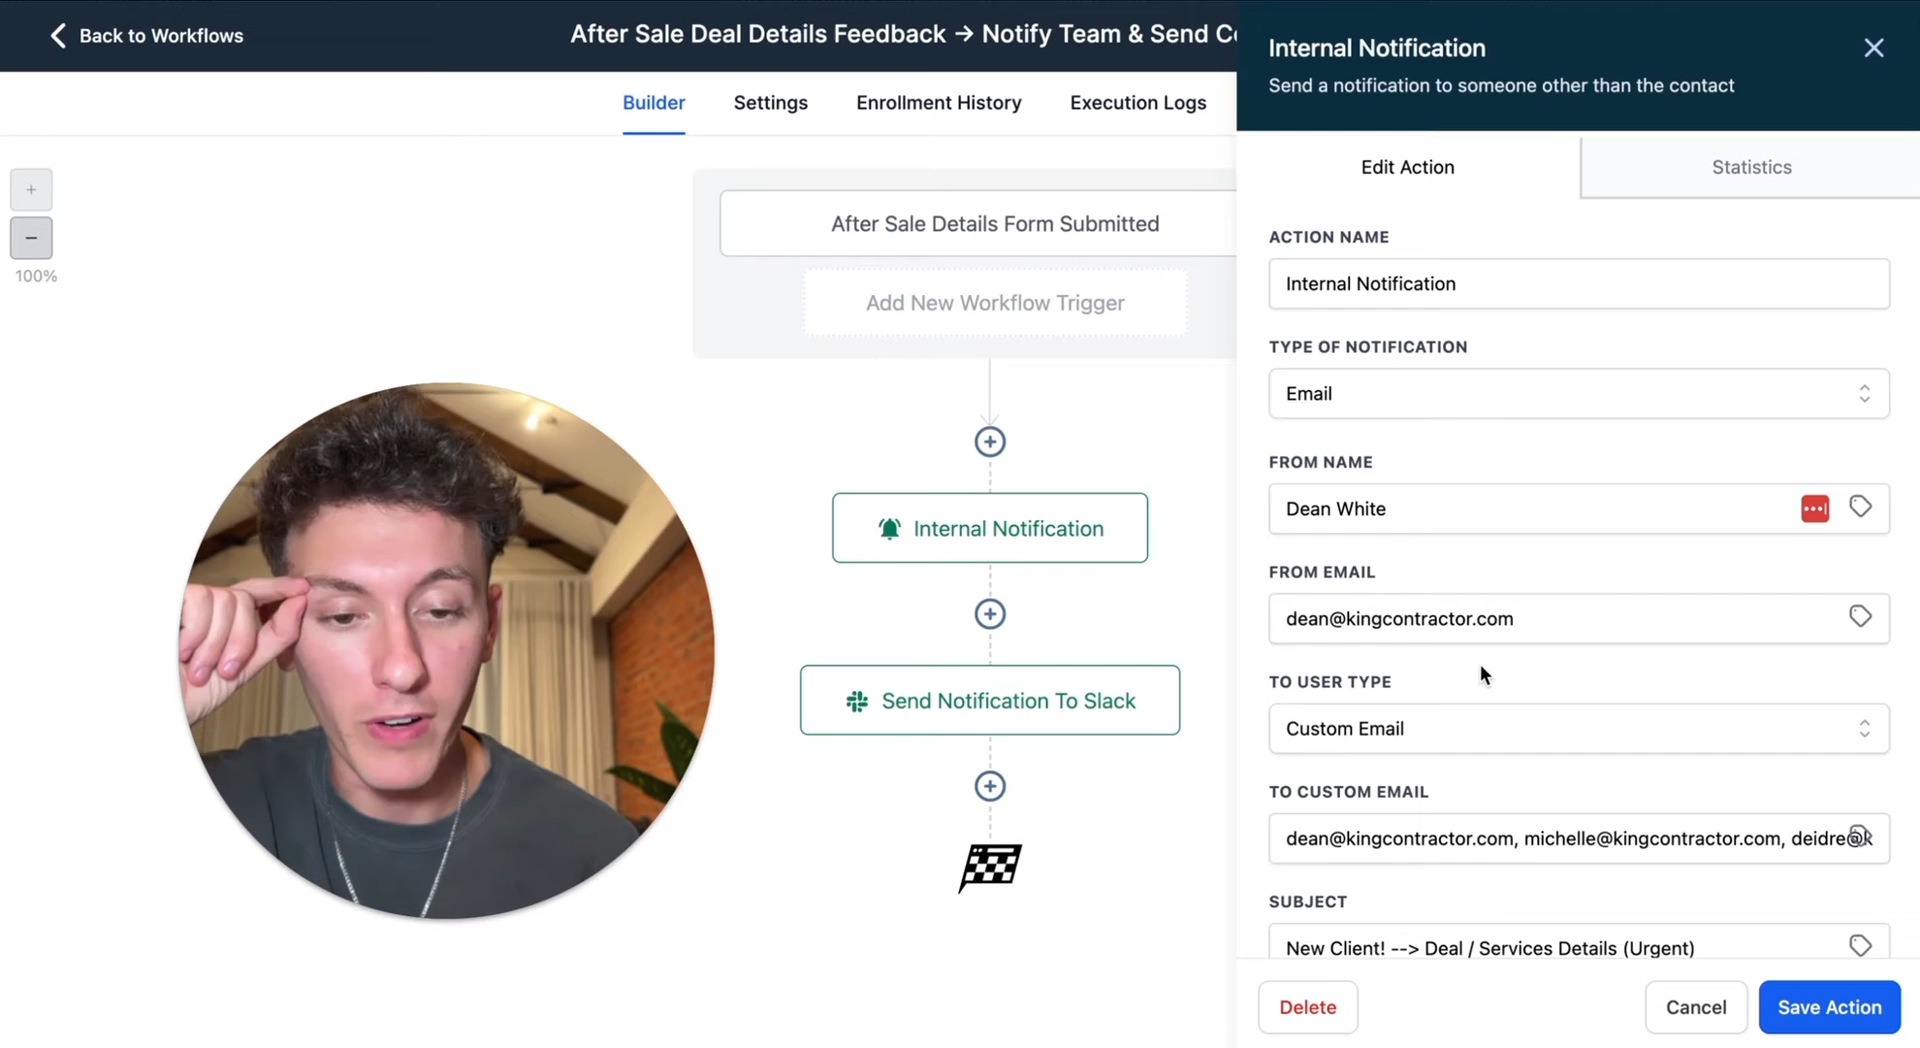 Back to Workflows
After Sale Deal Details Feedback → Notify Team & Send C
Internal Notification
Send a notification to someone other than the contact
Builder
Settings
Enrollment History
Execution Logs
Edit Action
Statistics
+
−
100%
After Sale Details Form Submitted
Add New Workflow Trigger
Internal Notification
Send Notification To Slack
ACTION NAME
Internal Notification
TYPE OF NOTIFICATION
Email
FROM NAME
Dean White
FROM EMAIL
dean@kingcontractor.com
TO USER TYPE
Custom Email
TO CUSTOM EMAIL
dean@kingcontractor.com, michelle@kingcontractor.com, deidre@k
SUBJECT
New Client! --> Deal / Services Details (Urgent)
Delete
Cancel
Save Action